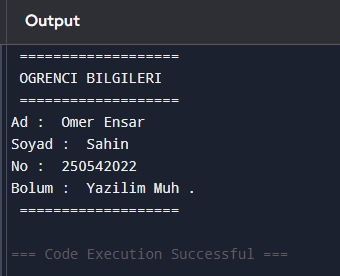 Output
===================
OGRENCI BILGILERI
===================
Ad :  Omer Ensar
Soyad :  Sahin
No :  250542022
Bolum :  Yazilim Muh .
===================
=== Code Execution Successful ===